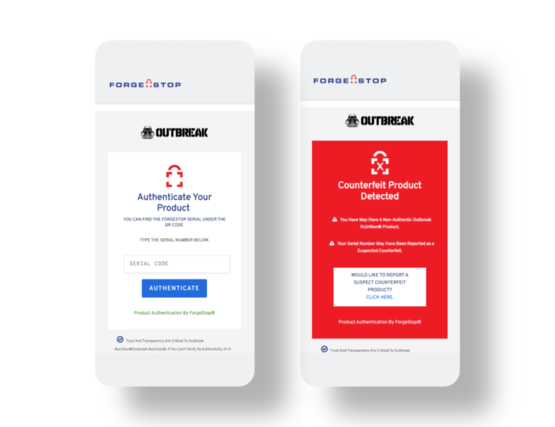 FORGESTOP
OUTBREAK
Authenticate Your
Product
YOU CAN FIND THE FORGESTOP SERIAL UNDER THE
QR CODE.
TYPE THE SERIAL NUMBER BELOW.
SERIAL CODE
AUTHENTICATE
Product Authentication By ForgeStop®
Trust And Transparency Are Critical To Outbreak
Nutrition®Outbreak Nutrition®. If You Can't Verify Its Authenticity, Or If
FORGESTOP
OUTBREAK
Counterfeit Product
Detected
You Have May Have A Non-Authentic Outbreak
Nutrition® Product.
Your Serial Number May Have Been Reported as a
Suspected Counterfeit.
WOULD LIKE TO REPORT A
SUSPECT COUNTERFEIT
PRODUCT?
CLICK HERE.
Product Authentication By ForgeStop®
Trust And Transparency Are Critical To Outbreak